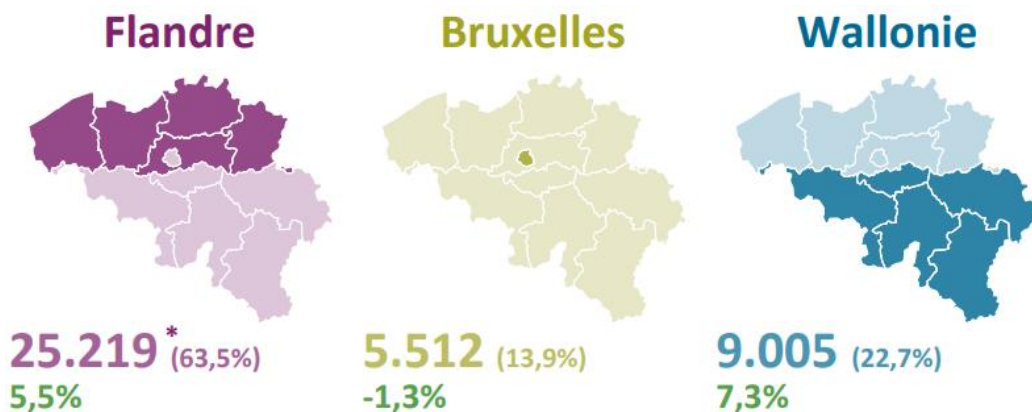 Flandre
Bruxelles
Wallonie
25.219 * (63,5%)
5.512 (13,9%)
9.005 (22,7%)
5,5%
-1,3%
7,3%